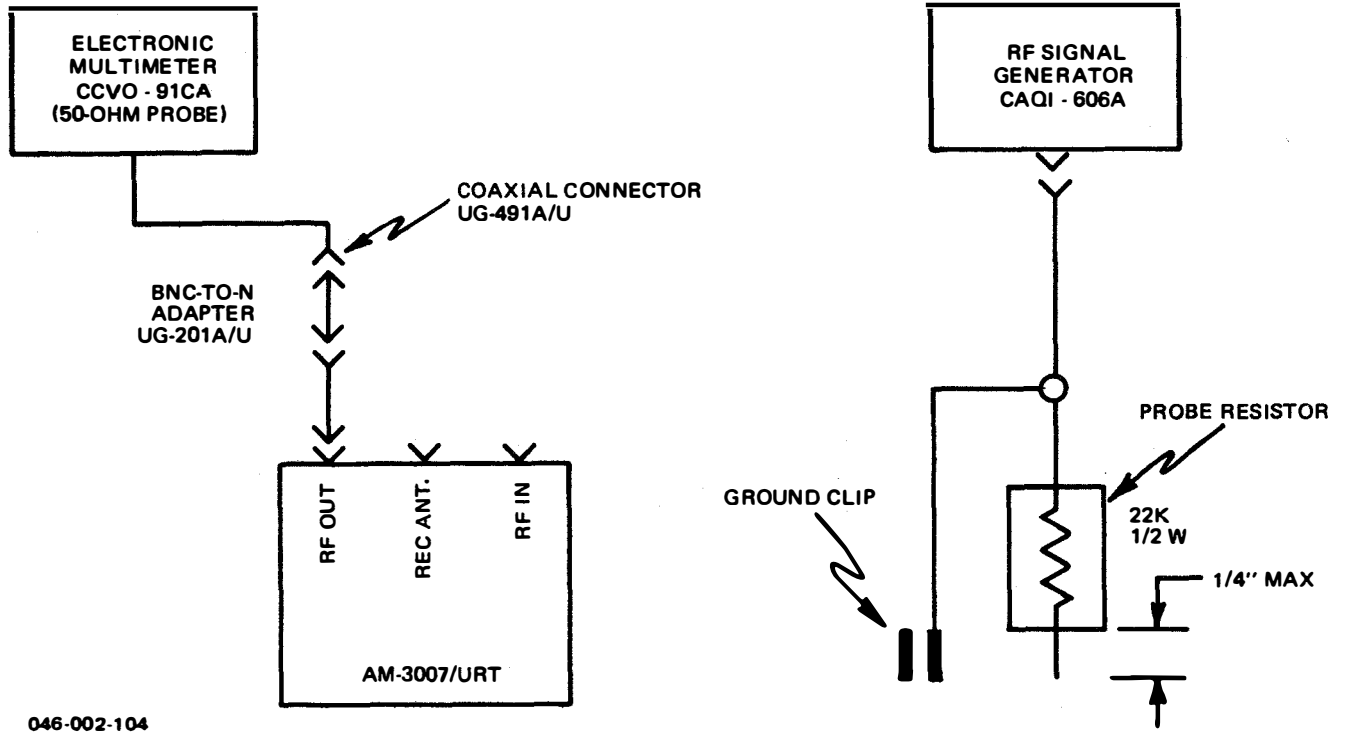 ELECTRONIC
MULTIMETER
CCVO - 91CA
(50-OHM PROBE)
COAXIAL CONNECTOR
UG-491A/U
BNC-TO-N
ADAPTER
UG-201A/U
RF OUT
REC ANT.
RF IN
AM-3007/URT
RF SIGNAL
GENERATOR
CAQI - 606A
PROBE RESISTOR
GROUND CLIP
22K
1/2 W
1/4" MAX
046-002-104